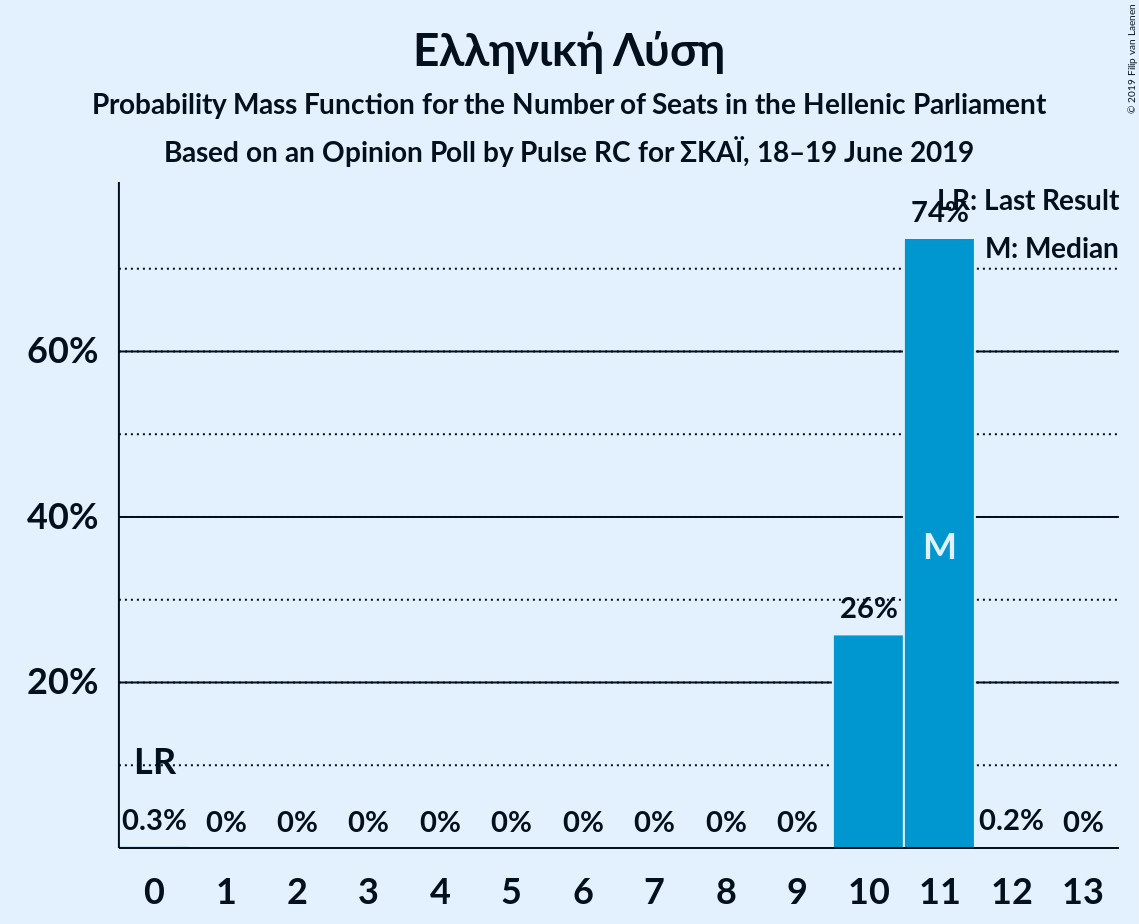 Ελληνική Λύση
Probability Mass Function for the Number of Seats in the Hellenic Parliament
Based on an Opinion Poll by Pulse RC for ΣΚΑΪ, 18–19 June 2019
© 2019 Filip van Laenen
LR: Last Result
M: Median
74%
60%
40%
M
26%
20%
LR
0.3% 0% 0% 0% 0% 0% 0% 0% 0% 0% 0.2% 0%
0 1 2 3 4 5 6 7 8 9 10 11 12 13